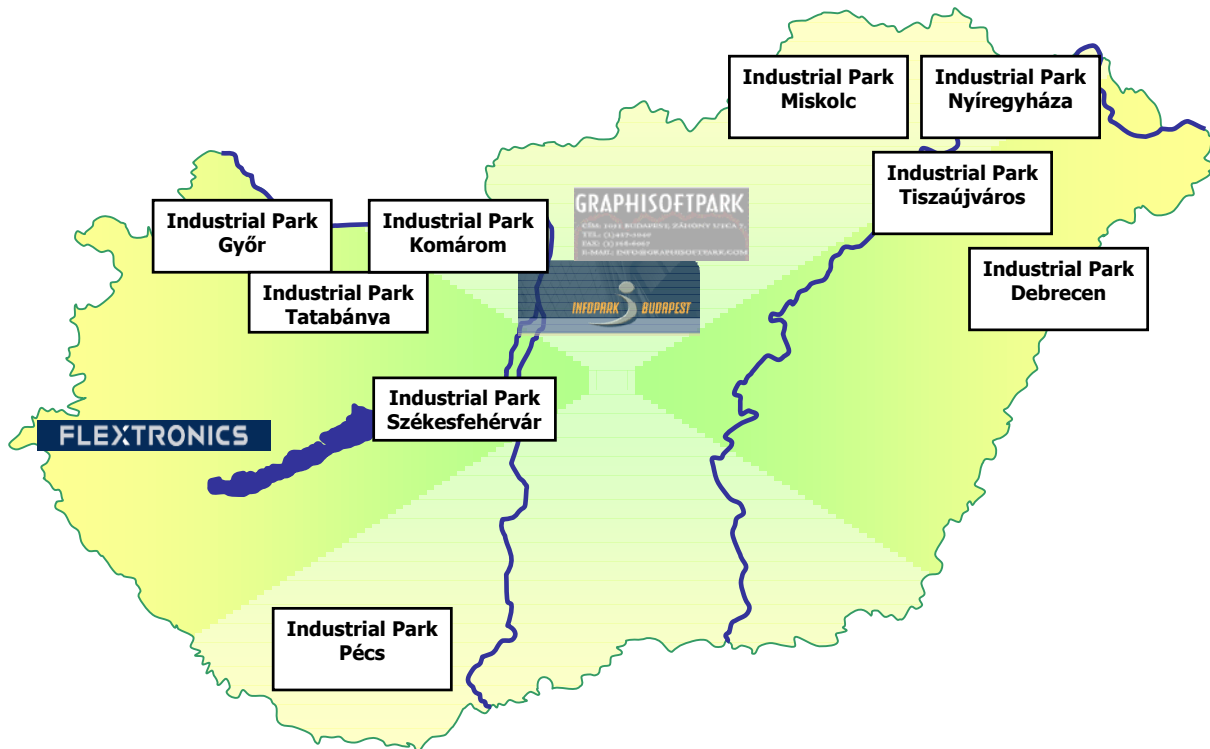 Industrial Park
Miskolc
Industrial Park
Nyíregyháza
Industrial Park
Tiszaújváros
GRAPHISOFTPARK
Industrial Park
Győr
Industrial Park
Komárom
Industrial Park
Debrecen
Industrial Park
Tatabánya
INFOPARK BUDAPEST
Industrial Park
Székesfehérvár
FLEXTRONICS
Industrial Park
Pécs